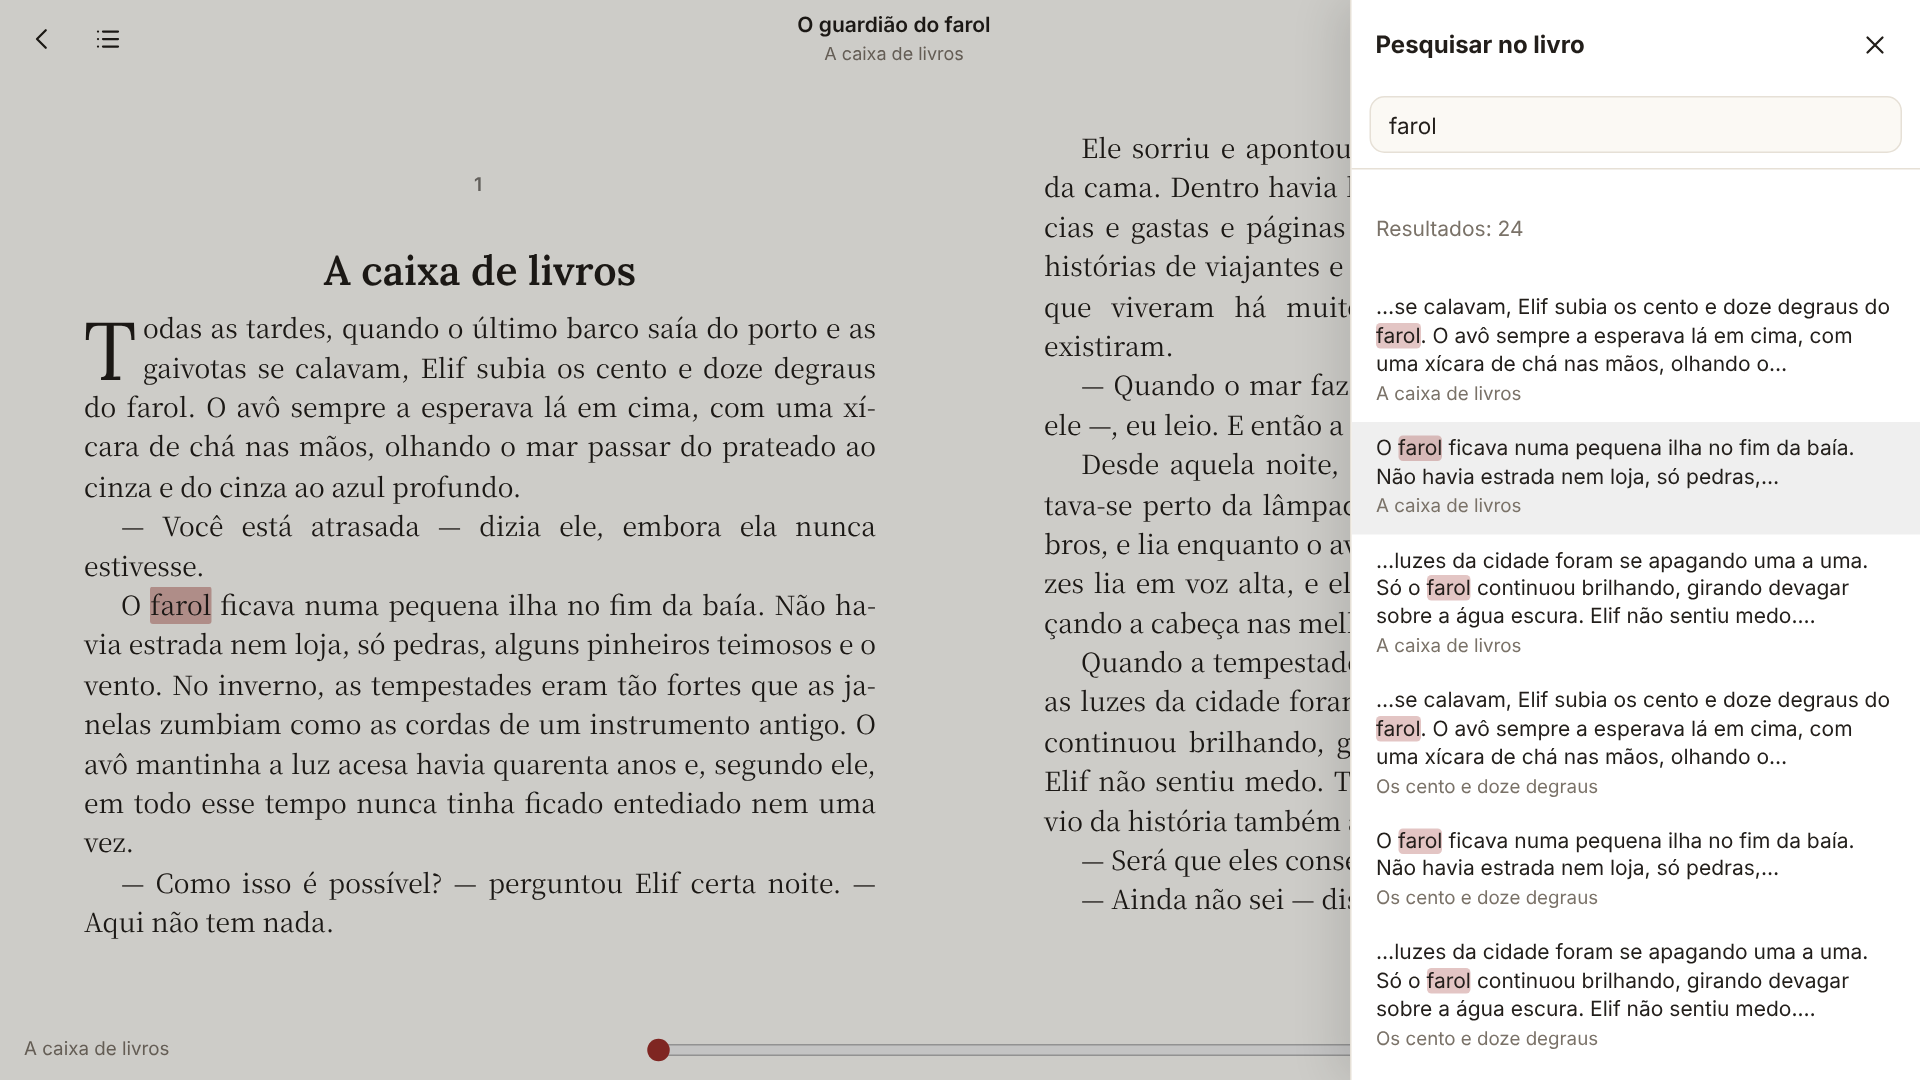 O guardião do farol
A caixa de livros
1
A caixa de livros
Todas as tardes, quando o último barco saía do porto e as
gaivotas se calavam, Elif subia os cento e doze degraus
do farol. O avô sempre a esperava lá em cima, com uma xí-
cara de chá nas mãos, olhando o mar passar do prateado ao
cinza e do cinza ao azul profundo.
— Você está atrasada — dizia ele, embora ela nunca
estivesse.
O farol ficava numa pequena ilha no fim da baía. Não ha-
via estrada nem loja, só pedras, alguns pinheiros teimosos e o
vento. No inverno, as tempestades eram tão fortes que as ja-
nelas zumbiam como as cordas de um instrumento antigo. O
avô mantinha a luz acesa havia quarenta anos e, segundo ele,
em todo esse tempo nunca tinha ficado entediado nem uma
vez.
— Como isso é possível? — perguntou Elif certa noite. —
Aqui não tem nada.
Ele sorriu e apontou
da cama. Dentro havia
cias e gastas e páginas
histórias de viajantes e
que viveram há
existiram.
— Quando o mar faz
ele —, eu leio. E então a
Desde aquela noite,
tava-se perto da
bros, e lia enquanto o
zes lia em voz alta, e
çando a cabeça nas
Quando a
as luzes da cidade
continuou brilhando,
Elif não sentiu medo.
vio da história também
— Será que eles
— Ainda não sei —
A caixa de livros
Pesquisar no livro
farol
Resultados: 24
...se calavam, Elif subia os cento e doze degraus do
farol. O avô sempre a esperava lá em cima, com
uma xícara de chá nas mãos, olhando o...
A caixa de livros
O farol ficava numa pequena ilha no fim da baía.
Não havia estrada nem loja, só pedras,...
A caixa de livros
...luzes da cidade foram se apagando uma a uma.
Só o farol continuou brilhando, girando devagar
sobre a água escura. Elif não sentiu medo....
A caixa de livros
...se calavam, Elif subia os cento e doze degraus do
farol. O avô sempre a esperava lá em cima, com
uma xícara de chá nas mãos, olhando o...
Os cento e doze degraus
O farol ficava numa pequena ilha no fim da baía.
Não havia estrada nem loja, só pedras,...
Os cento e doze degraus
...luzes da cidade foram se apagando uma a uma.
Só o farol continuou brilhando, girando devagar
sobre a água escura. Elif não sentiu medo....
Os cento e doze degraus